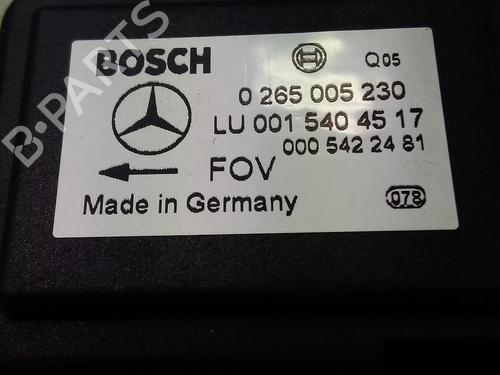 BOSCH
Q05
0 265 005 230
LU 001 540 45 17
000 542 24 81
FOV
Made in Germany
078
B-PARTS
B-PARTS